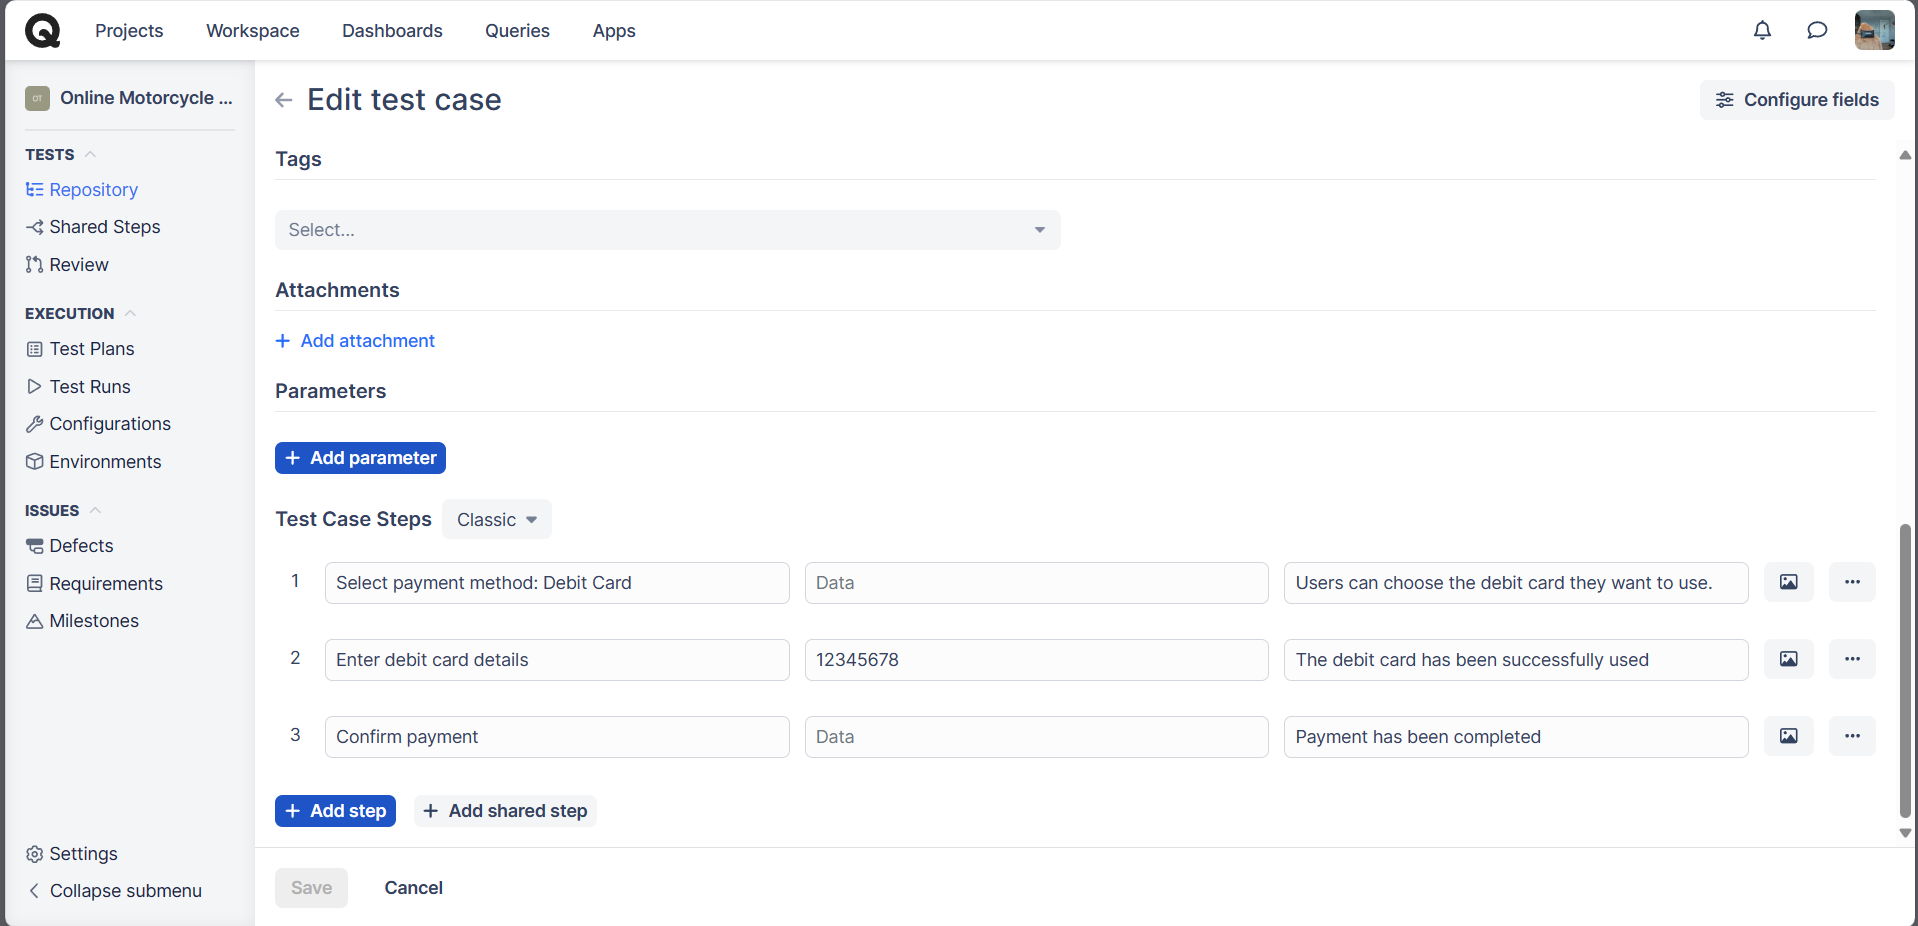 Projects Workspace Dashboards Queries Apps
OT Online Motorcycle ...
Edit test case
Configure fields
TESTS
Repository
Shared Steps
Review
EXECUTION
Test Plans
Test Runs
Configurations
Environments
ISSUES
Defects
Requirements
Milestones
Settings
Collapse submenu
Tags
Select...
Attachments
+ Add attachment
Parameters
+ Add parameter
Test Case Steps Classic
1 Select payment method: Debit Card Data Users can choose the debit card they want to use. ...
2 Enter debit card details 12345678 The debit card has been successfully used ...
3 Confirm payment Data Payment has been completed ...
+ Add step + Add shared step
Save Cancel